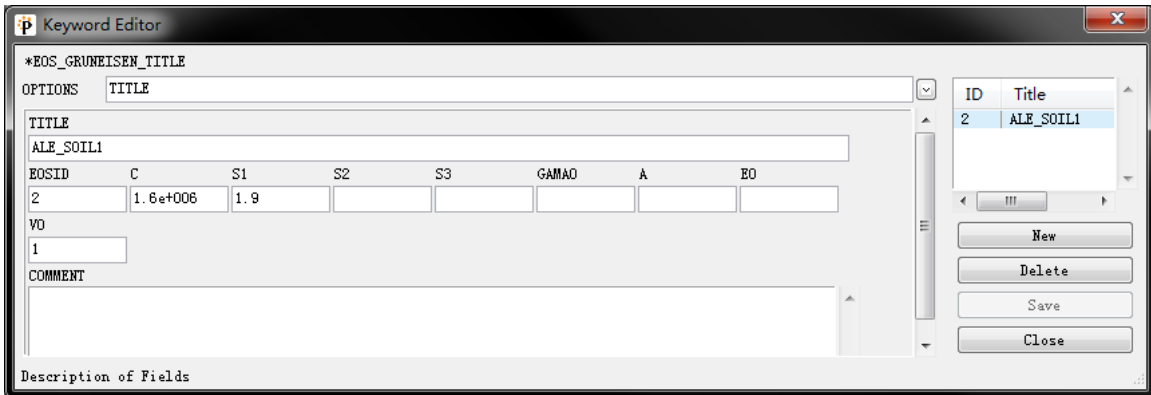 Keyword Editor
*EOS_GRUNEISEN_TITLE
OPTIONS TITLE
ID Title
2 ALE_SOIL1
TITLE
ALE_SOIL1
EOSID C S1 S2 S3 GAMAO A EO
2 1.6e+006 1.9
VO
1
COMMENT
New
Delete
Save
Close
Description of Fields